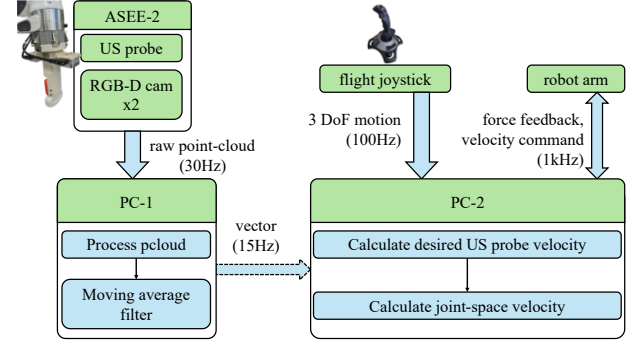 ASEE-2
US probe
RGB-D cam
x2
flight joystick
robot arm
3 DoF motion
(100Hz)
force feedback,
velocity command
(1kHz)
raw point-cloud
(30Hz)
PC-1
PC-2
vector
(15Hz)
Process pcloud
Moving average
filter
Calculate desired US probe velocity
Calculate joint-space velocity